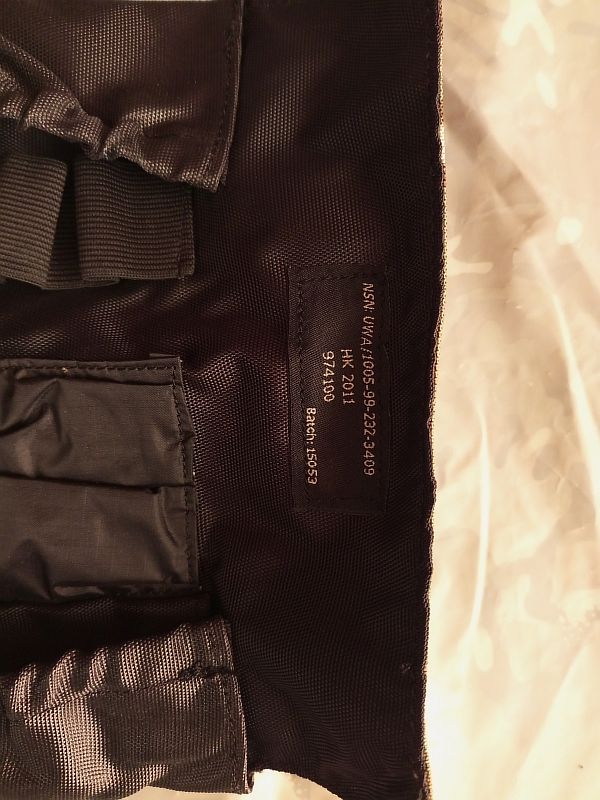 NSN: UWA/1005-99-232-3409
HK 2011
974100
Batch: 15053